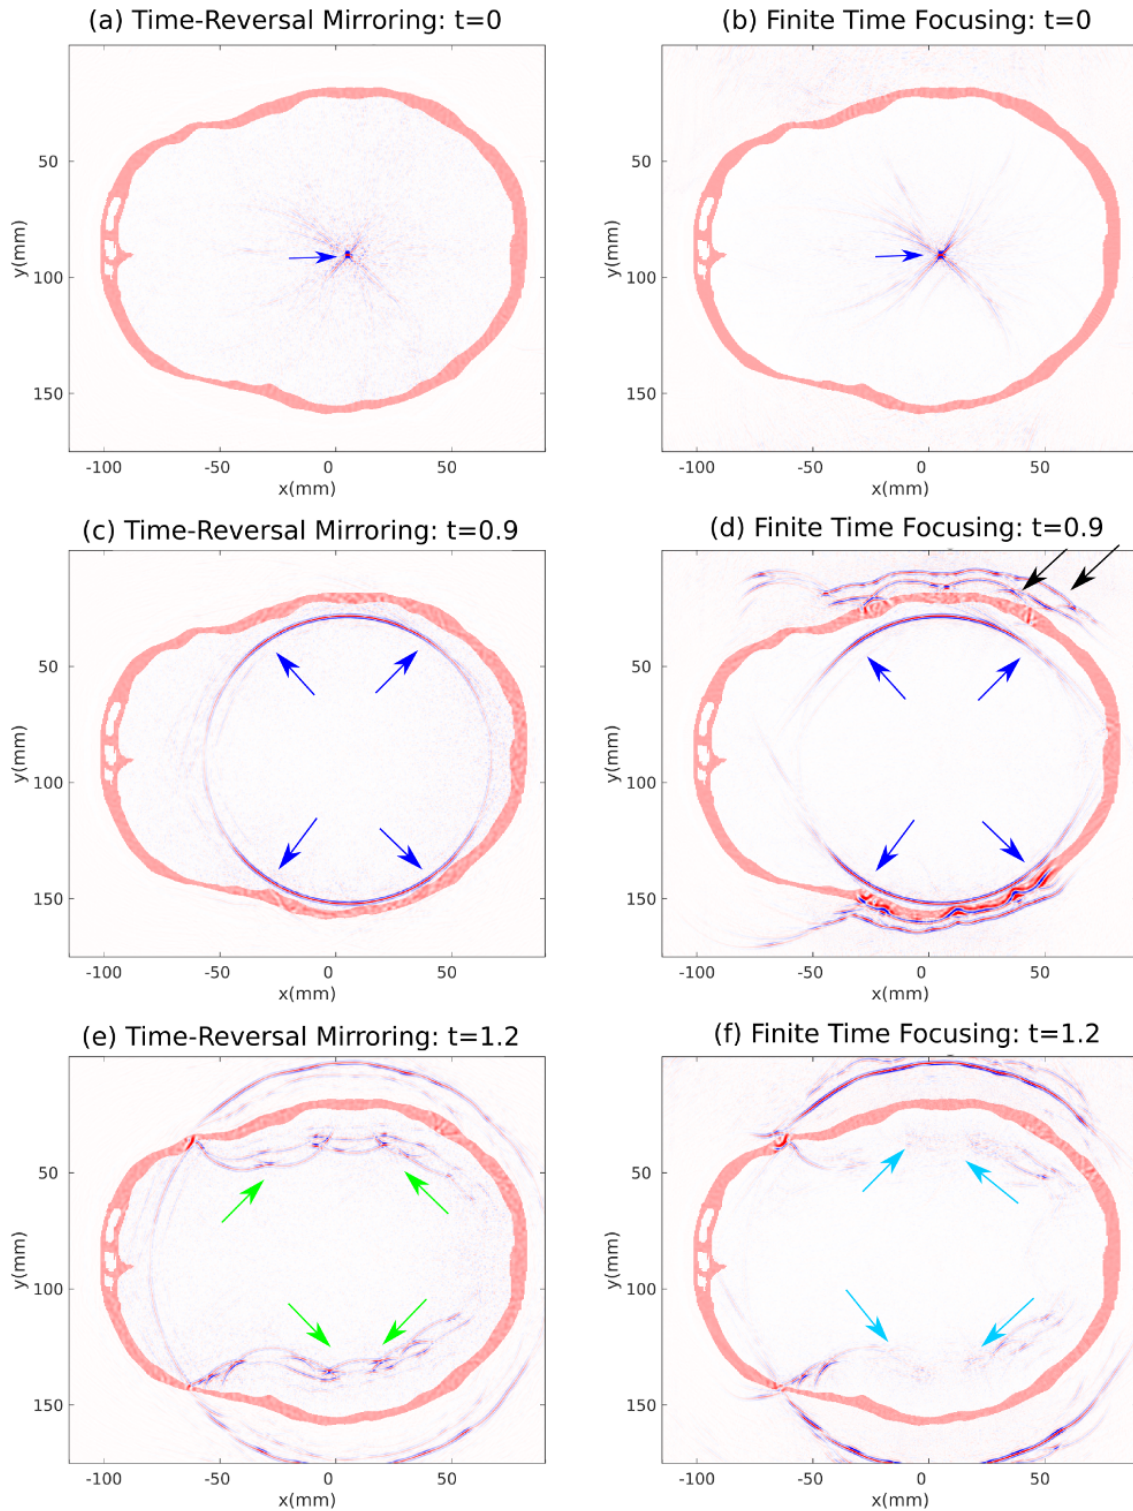 (a) Time-Reversal Mirroring: t=0
(b) Finite Time Focusing: t=0
50
100
150
y(mm)
-100 -50 0 50
x(mm)
50
100
150
y(mm)
-100 -50 0 50
x(mm)
(c) Time-Reversal Mirroring: t=0.9
(d) Finite Time Focusing: t=0.9
50
100
150
y(mm)
-100 -50 0 50
x(mm)
50
100
150
y(mm)
-100 -50 0 50
x(mm)
(e) Time-Reversal Mirroring: t=1.2
(f) Finite Time Focusing: t=1.2
50
100
150
y(mm)
-100 -50 0 50
x(mm)
50
100
150
y(mm)
-100 -50 0 50
x(mm)